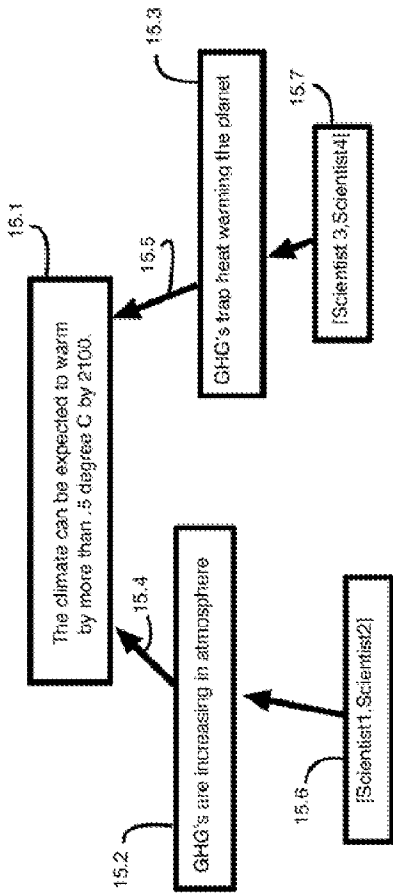 15.1
The climate can be expected to warm
by more than .5 degree C by 2100.
15.4
15.5
15.2
GHG's are increasing in atmosphere
15.3
GHG's trap heat warming the planet
15.6
[Scientist1,Scientist2]
15.7
[Scientist 3,Scientist4]